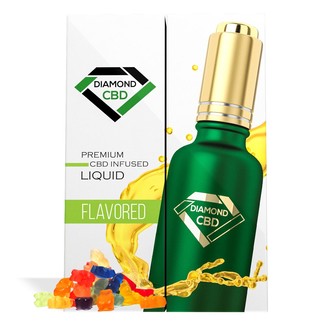 DIAMOND
CBD
PREMIUM
CBD INFUSED
LIQUID
FLAVORED
DIAMOND
CBD